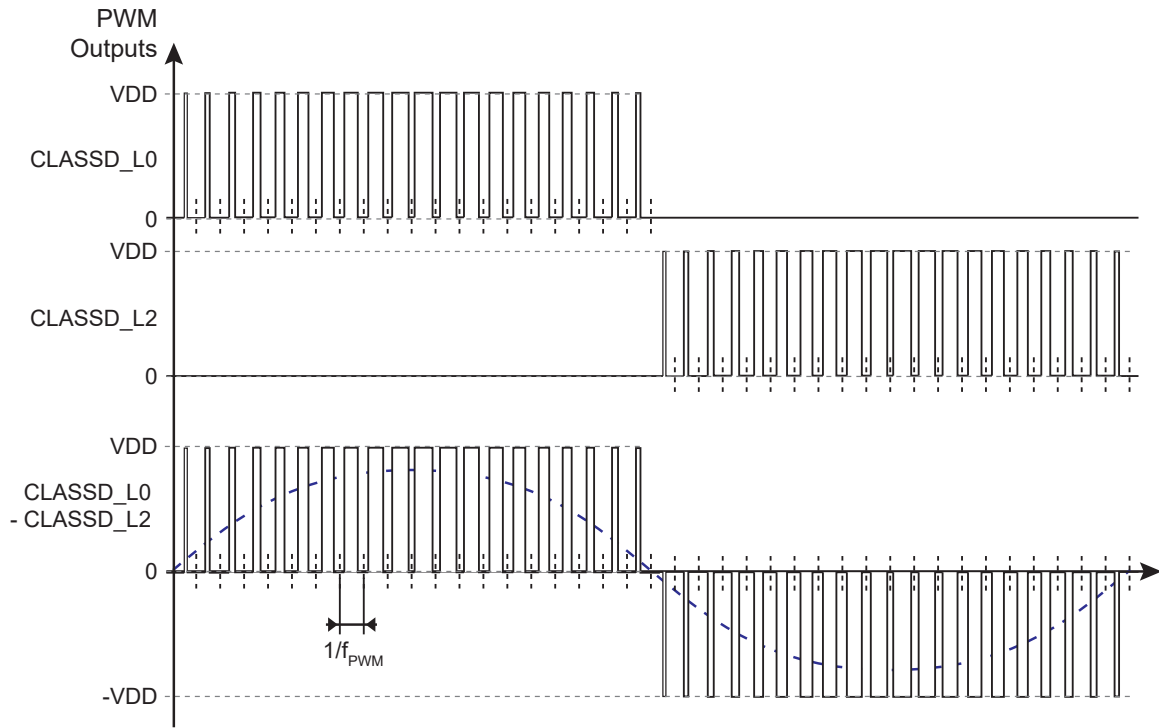 PWM
Outputs
VDD
CLASSD_L0
0
VDD
CLASSD_L2
0
VDD
CLASSD_L0
- CLASSD_L2
0
1/fPWM
-VDD